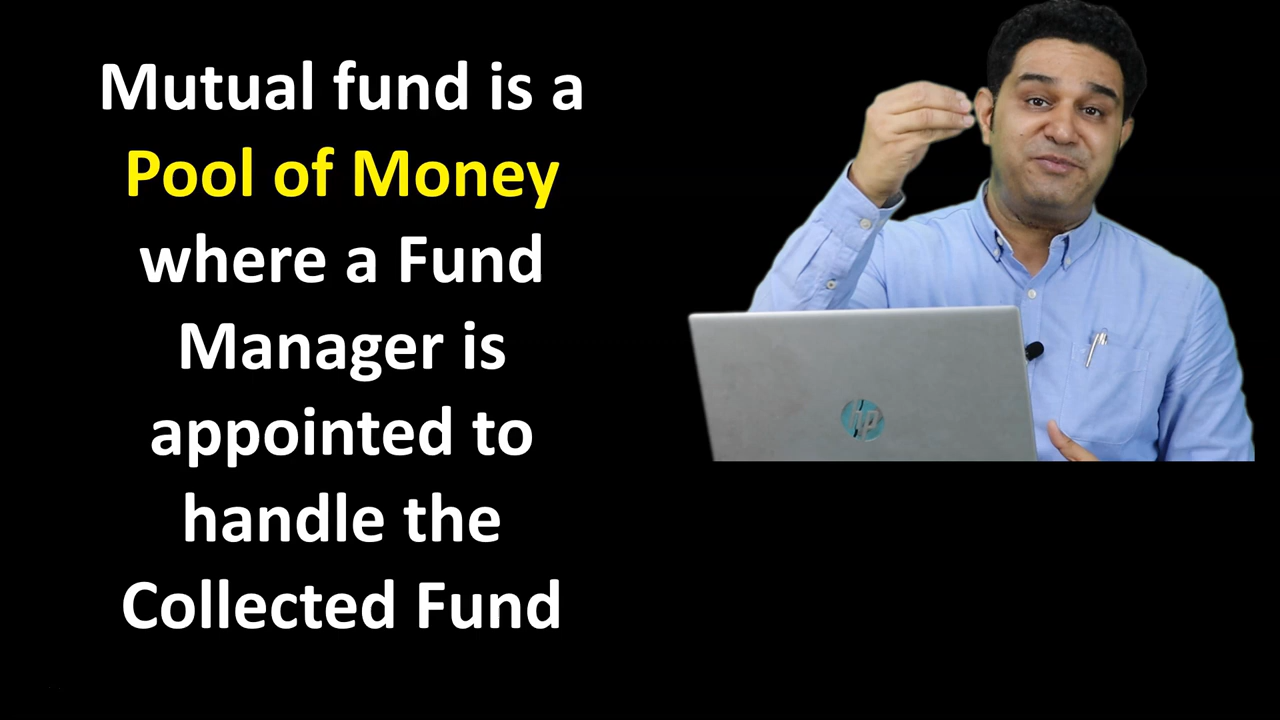 Mutual fund is a
Pool of Money
where a Fund
Manager is
appointed to
handle the
Collected Fund
hp